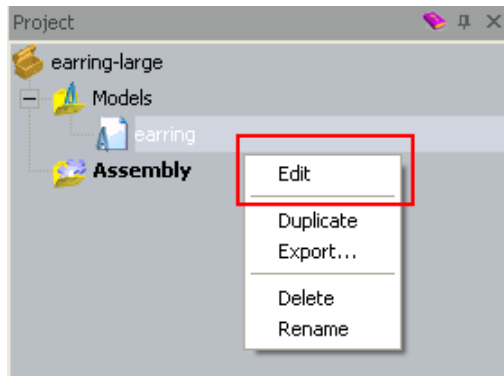 Project
earring-large
Models
earring
Assembly
Edit
Duplicate
Export...
Delete
Rename